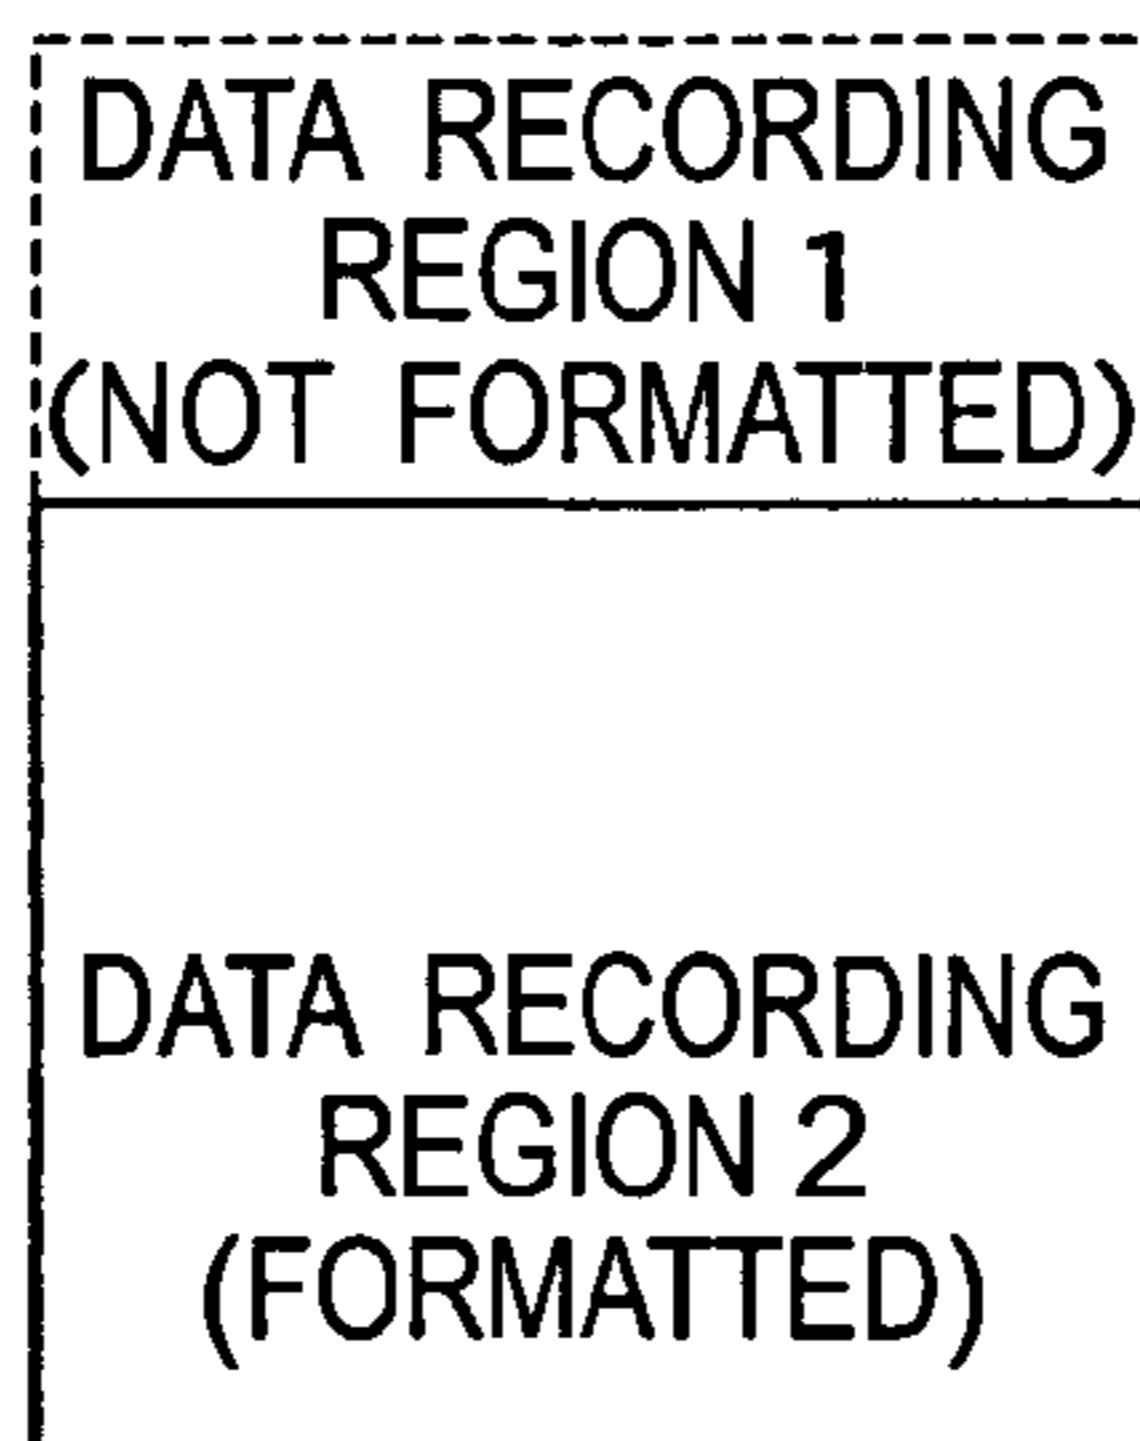 DATA RECORDING
REGION 1
(NOT FORMATTED)
DATA RECORDING
REGION 2
(FORMATTED)